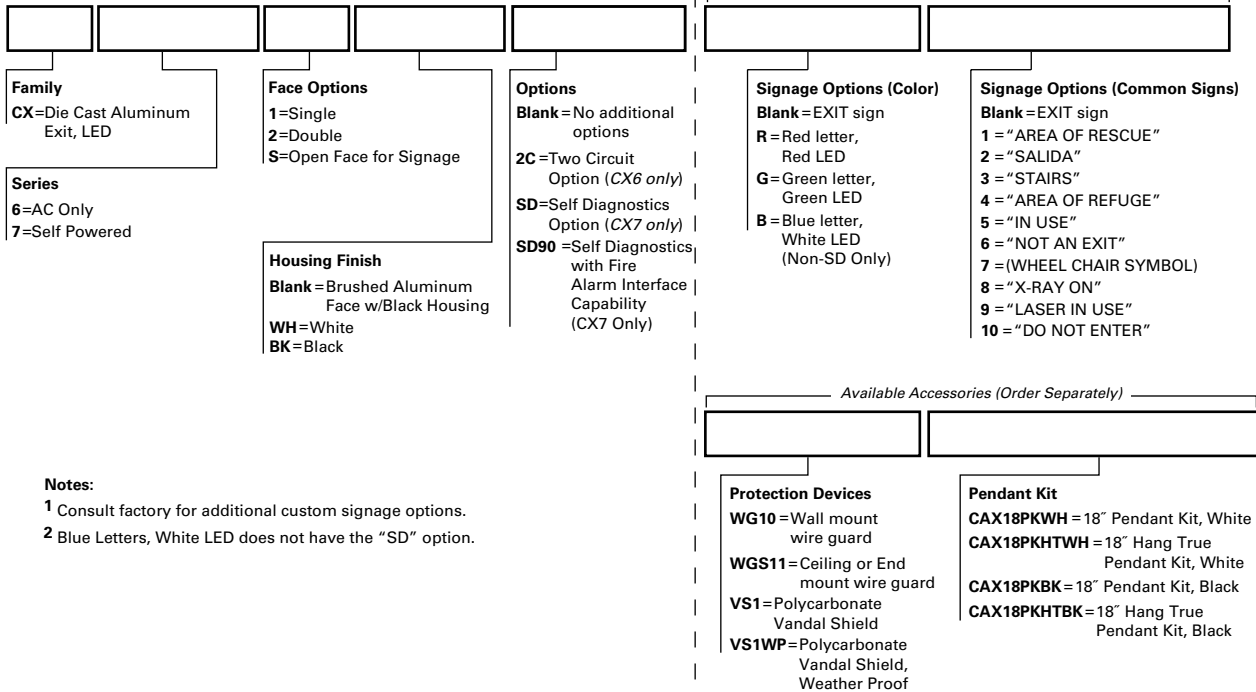 Family
CX=Die Cast Aluminum
Exit, LED
Series
6=AC Only
7=Self Powered
Face Options
1=Single
2=Double
S=Open Face for Signage
Housing Finish
Blank=Brushed Aluminum
Face w/Black Housing
WH=White
BK=Black
Options
Blank=No additional
options
2C=Two Circuit
Option (CX6 only)
SD=Self Diagnostics
Option (CX7 only)
SD90 =Self Diagnostics
with Fire
Alarm Interface
Capability
(CX7 Only)
Signage Options (Color)
Blank=EXIT sign
R=Red letter,
Red LED
G=Green letter,
Green LED
B=Blue letter,
White LED
(Non-SD Only)
Signage Options (Common Signs)
Blank=EXIT sign
1 = “AREA OF RESCUE”
2 = “SALIDA”
3 = “STAIRS”
4 = “AREA OF REFUGE”
5 = “IN USE”
6 = “NOT AN EXIT”
7 =(WHEEL CHAIR SYMBOL)
8 = “X-RAY ON”
9 = “LASER IN USE”
10 = “DO NOT ENTER”
Notes:
1 Consult factory for additional custom signage options.
2 Blue Letters, White LED does not have the “SD” option.
Available Accessories (Order Separately)
Protection Devices
WG10 =Wall mount
wire guard
WGS11=Ceiling or End
mount wire guard
VS1=Polycarbonate
Vandal Shield
VS1WP=Polycarbonate
Vandal Shield,
Weather Proof
Pendant Kit
CAX18PKWH =18″ Pendant Kit, White
CAX18PKHTWH =18″ Hang True
Pendant Kit, White
CAX18PKBK=18″ Pendant Kit, Black
CAX18PKHTBK=18″ Hang True
Pendant Kit, Black